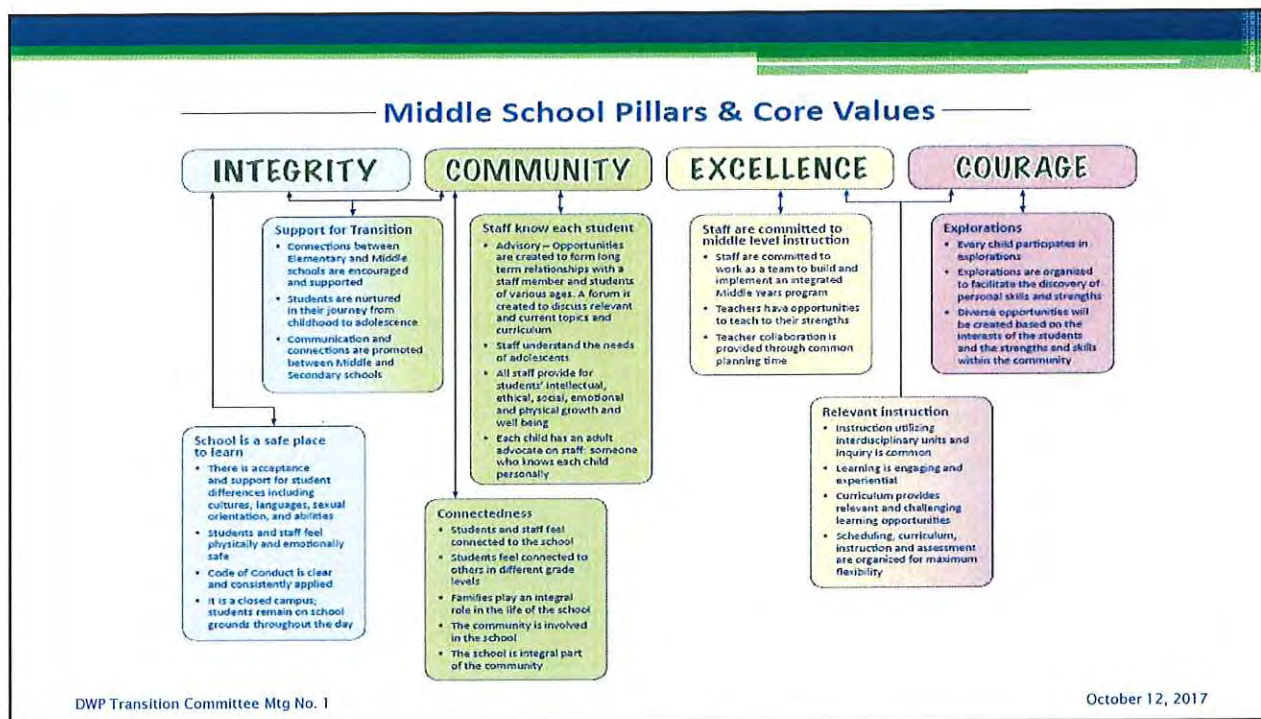 Middle School Pillars & Core Values
INTEGRITY
COMMUNITY
EXCELLENCE
COURAGE
Support for Transition
• Connections between
Elementary and Middle
schools are encouraged
and supported
• Students are nurtured
in their journey from
childhood to adolescence
• Communication and
connections are promoted
between Middle and
Secondary schools
Staff know each student
• Advisory – Opportunities
are created to form long
term relationships with a
staff member and students
of various ages. A forum is
created to discuss relevant
and current topics and
curriculum
• Staff understand the needs
of adolescents
• All staff provide for
students' intellectual,
ethical, social, emotional
and physical growth and
well being
• Each child has an adult
advocate on staff: someone
who knows each child
personally
Staff are committed to
middle level instruction
• Staff are committed to
work as a team to build and
implement an integrated
Middle Years program
• Teachers have opportunities
to teach to their strengths
• Teacher collaboration is
provided through common
planning time
Explorations
• Every child participates in
explorations
• Explorations are organized
to facilitate the discovery of
personal skills and strengths
• Diverse opportunities will
be created based on the
interests of the students
and the strengths and skills
within the community
School is a safe place
to learn
• There is acceptance
and support for student
differences including
cultures, languages, sexual
orientation, and abilities
• Students and staff feel
physically and emotionally
safe
• Code of Conduct is clear
and consistently applied
• It is a closed campus;
students remain on school
grounds throughout the day
Connectedness
• Students and staff feel
connected to the school
• Students feel connected to
others in different grade
levels
• Families play an integral
role in the life of the school
• The community is involved
in the school
• The school is integral part
of the community
Relevant instruction
• Instruction utilizing
interdisciplinary units and
inquiry is common
• Learning is engaging and
experiential
• Curriculum provides
relevant and challenging
learning opportunities
• Scheduling, curriculum,
instruction and assessment
are organized for maximum
flexibility
DWP Transition Committee Mtg No. 1
October 12, 2017